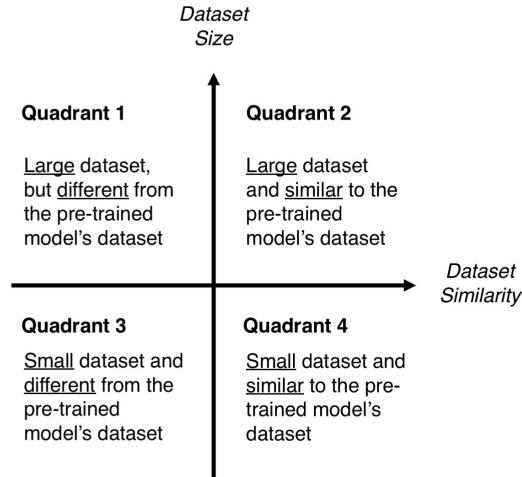 Dataset
Size
Quadrant 1
Large dataset,
but different from
the pre-trained
model's dataset
Quadrant 2
Large dataset
and similar to the
pre-trained
model's dataset
Dataset
Similarity
Quadrant 3
Small dataset and
different from the
pre-trained
model's dataset
Quadrant 4
Small dataset and
similar to the pre-
trained model's
dataset